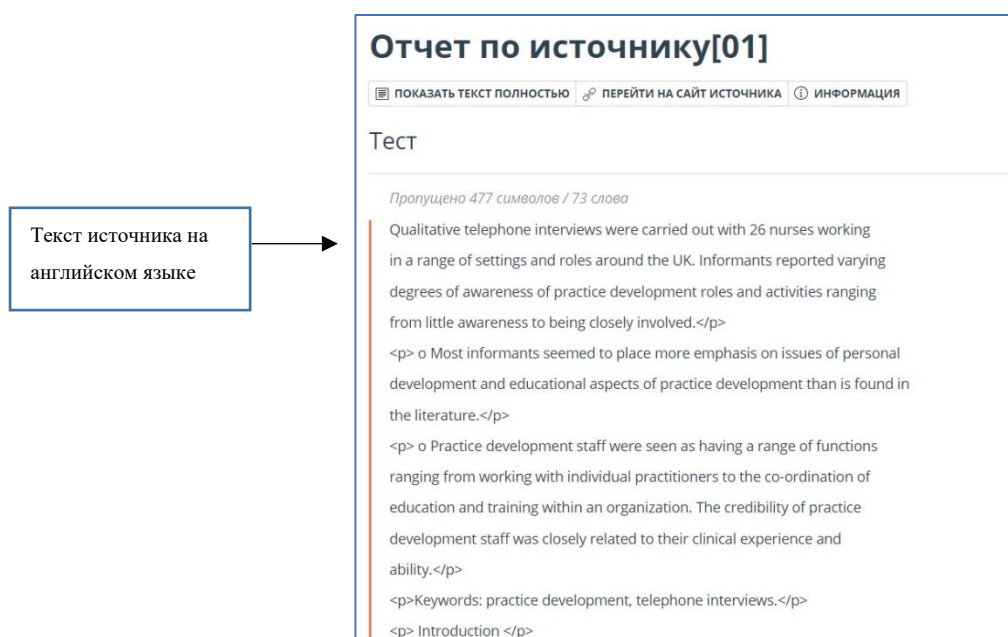 Отчет по источнику[01]
ПОКАЗАТЬ ТЕКСТ ПОЛНОСТЬЮ ПЕРЕЙТИ НА САЙТ ИСТОЧНИКА ИНФОРМАЦИЯ
Тест
Пропущено 477 символов / 73 слова
Текст источника на
английском языке
Qualitative telephone interviews were carried out with 26 nurses working
in a range of settings and roles around the UK. Informants reported varying
degrees of awareness of practice development roles and activities ranging
from little awareness to being closely involved.</p>
<p> o Most informants seemed to place more emphasis on issues of personal
development and educational aspects of practice development than is found in
the literature.</p>
<p> o Practice development staff were seen as having a range of functions
ranging from working with individual practitioners to the co-ordination of
education and training within an organization. The credibility of practice
development staff was closely related to their clinical experience and
ability.</p>
<p>Keywords: practice development, telephone interviews.</p>
<p> Introduction </p>